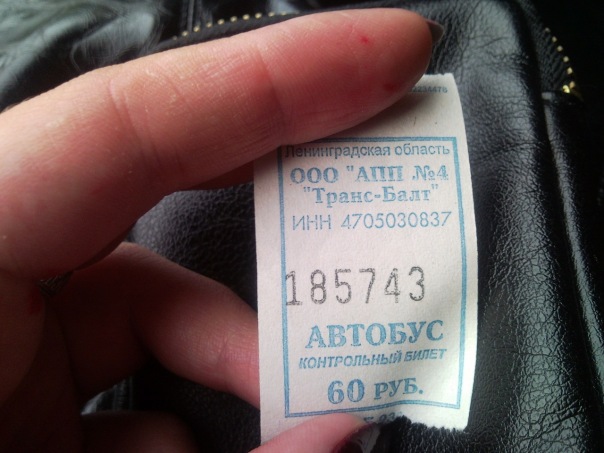 Ленинградская область
ООО "АПП №4
"Транс-Балт"
ИНН 4705030837
185743
АВТОБУС
КОНТРОЛЬНЫЙ БИЛЕТ
60 РУБ.